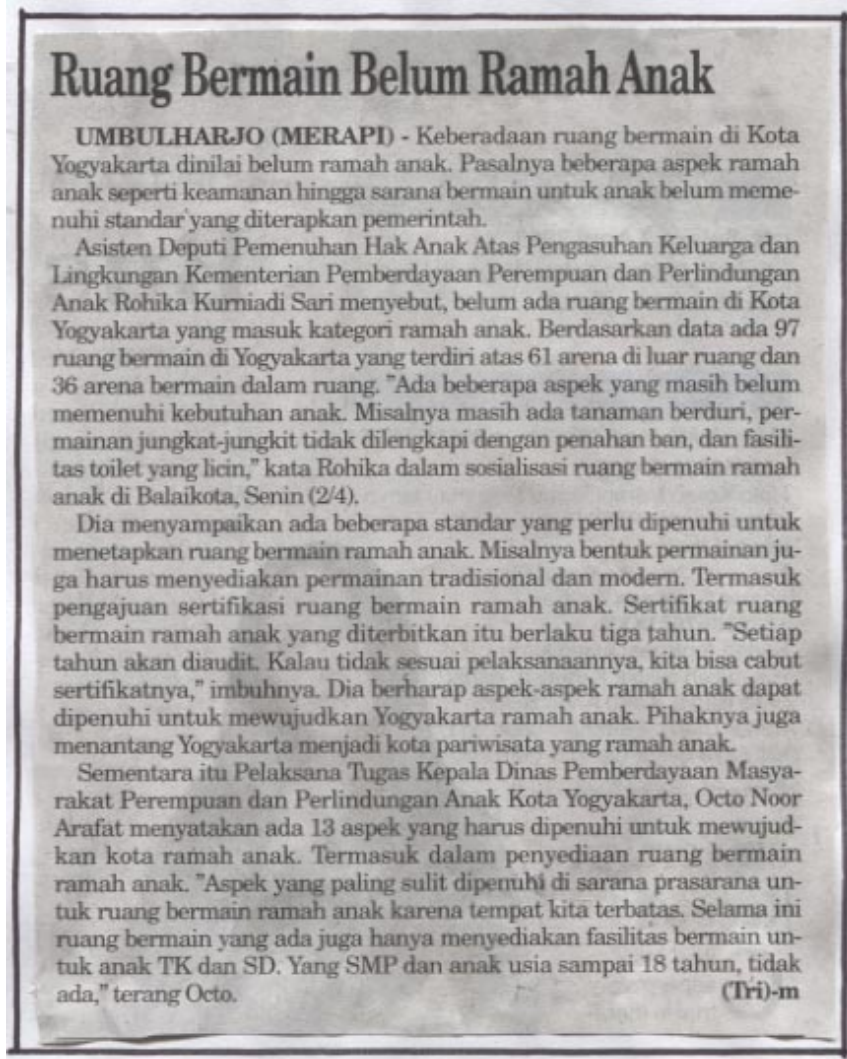 Ruang Bermain Belum Ramah Anak
UMBULHARJO (MERAPI) - Keberadaan ruang bermain di Kota
Yogyakarta dinilai belum ramah anak. Pasalnya beberapa aspek ramah
anak seperti keamanan hingga sarana bermain untuk anak belum meme-
nuhi standar yang diterapkan pemerintah.
Asisten Deputi Pemenuhan Hak Anak Atas Pengasuhan Keluarga dan
Lingkungan Kementerian Pemberdayaan Perempuan dan Perlindungan
Anak Rohika Kurniadi Sari menyebut, belum ada ruang bermain di Kota
Yogyakarta yang masuk kategori ramah anak. Berdasarkan data ada 97
ruang bermain di Yogyakarta yang terdiri atas 61 arena di luar ruang dan
36 arena bermain dalam ruang. "Ada beberapa aspek yang masih belum
memenuhi kebutuhan anak. Misalnya masih ada tanaman berduri, per-
mainan jungkat-jungkit tidak dilengkapi dengan penahan ban, dan fasili-
tas toilet yang licin," kata Rohika dalam sosialisasi ruang bermain ramah
anak di Balaikota, Senin (2/4).
Dia menyampaikan ada beberapa standar yang perlu dipenuhi untuk
menetapkan ruang bermain ramah anak. Misalnya bentuk permainan ju-
ga harus menyediakan permainan tradisional dan modern. Termasuk
pengajuan sertifikasi ruang bermain ramah anak. Sertifikat ruang
bermain ramah anak yang diterbitkan itu berlaku tiga tahun. "Setiap
tahun akan diaudit. Kalau tidak sesuai pelaksanaannya, kita bisa cabut
sertifikatnya," imbuhnya. Dia berharap aspek-aspek ramah anak dapat
dipenuhi untuk mewujudkan Yogyakarta ramah anak. Pihaknya juga
menantang Yogyakarta menjadi kota pariwisata yang ramah anak.
Sementara itu Pelaksana Tugas Kepala Dinas Pemberdayaan Masya-
rakat Perempuan dan Perlindungan Anak Kota Yogyakarta, Octo Noor
Arafat menyatakan ada 13 aspek yang harus dipenuhi untuk mewujud-
kan kota ramah anak. Termasuk dalam penyediaan ruang bermain
ramah anak. "Aspek yang paling sulit dipenuhi di sarana prasarana un-
tuk ruang bermain ramah anak karena tempat kita terbatas. Selama ini
ruang bermain yang ada juga hanya menyediakan fasilitas bermain un-
tuk anak TK dan SD. Yang SMP dan anak usia sampai 18 tahun, tidak
ada," terang Octo. (Tri)-m